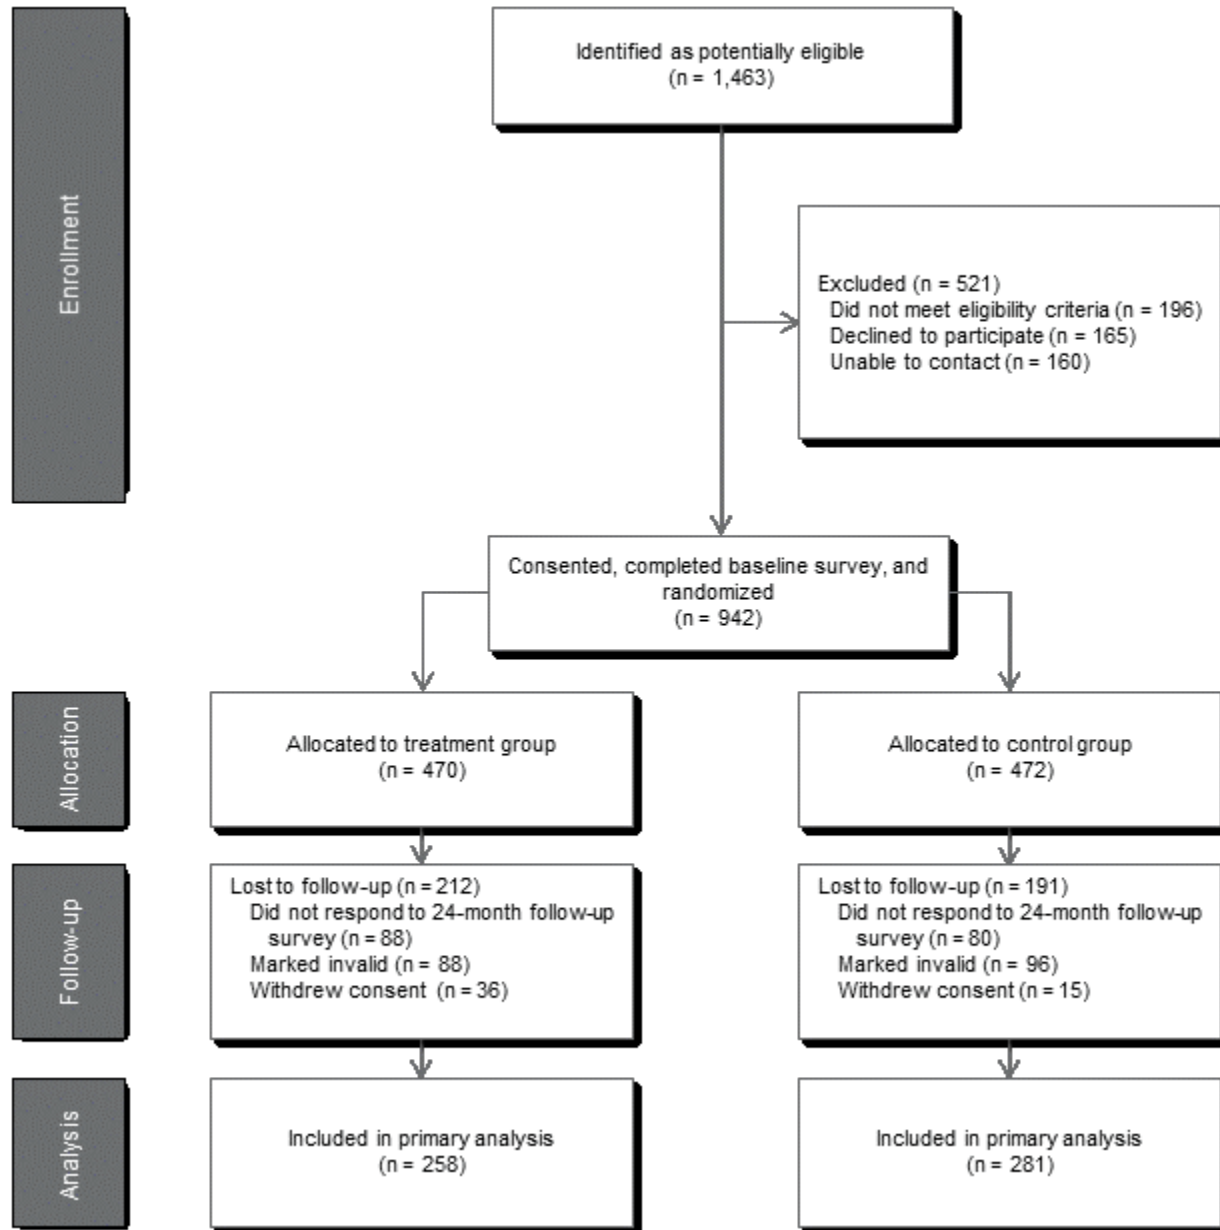 Enrollment
Identified as potentially eligible
(n = 1,463)
Excluded (n = 521)
Did not meet eligibility criteria (n = 196)
Declined to participate (n = 165)
Unable to contact (n = 160)
Consented, completed baseline survey, and
randomized
(n = 942)
Allocation
Allocated to treatment group
(n = 470)
Allocated to control group
(n = 472)
Follow-up
Lost to follow-up (n = 212)
Did not respond to 24-month follow-up
survey (n = 88)
Marked invalid (n = 88)
Withdrew consent (n = 36)
Lost to follow-up (n = 191)
Did not respond to 24-month follow-up
survey (n = 80)
Marked invalid (n = 96)
Withdrew consent (n = 15)
Analysis
Included in primary analysis
(n = 258)
Included in primary analysis
(n = 281)